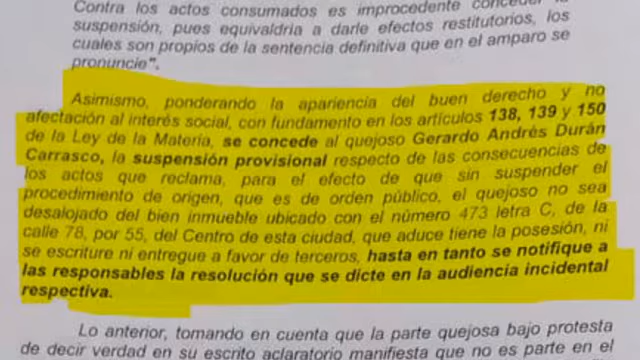 Contra los actos consumados es improcedente conceder la
suspensión, pues equivaldría a darle efectos restitutorios, los
cuales son propios de la sentencia definitiva que en el amparo se
pronuncie".
Asimismo, ponderando la apariencia del buen derecho y no
afectación al interés social, con fundamento en los artículos 138, 139 y 150
de la Ley de la Materia, se concede al quejoso Gerardo Andrés Durán
Carrasco, la suspensión provisional respecto de las consecuencias de
los actos que reclama, para el efecto de que sin suspender el
procedimiento de origen, que es de orden público, el quejoso no sea
desalojado del bien inmueble ubicado con el número 473 letra C, de la
calle 78, por 55, del Centro de esta ciudad, que aduce tiene la posesión, ni
se escriture ni entregue a favor de terceros, hasta en tanto se notifique a
las responsables la resolución que se dicte en la audiencia incidental
respectiva.
Lo anterior, tomando en cuenta que la parte quejosa bajo protesta
de decir verdad en su escrito aclaratorio manifiesta que no es parte en el